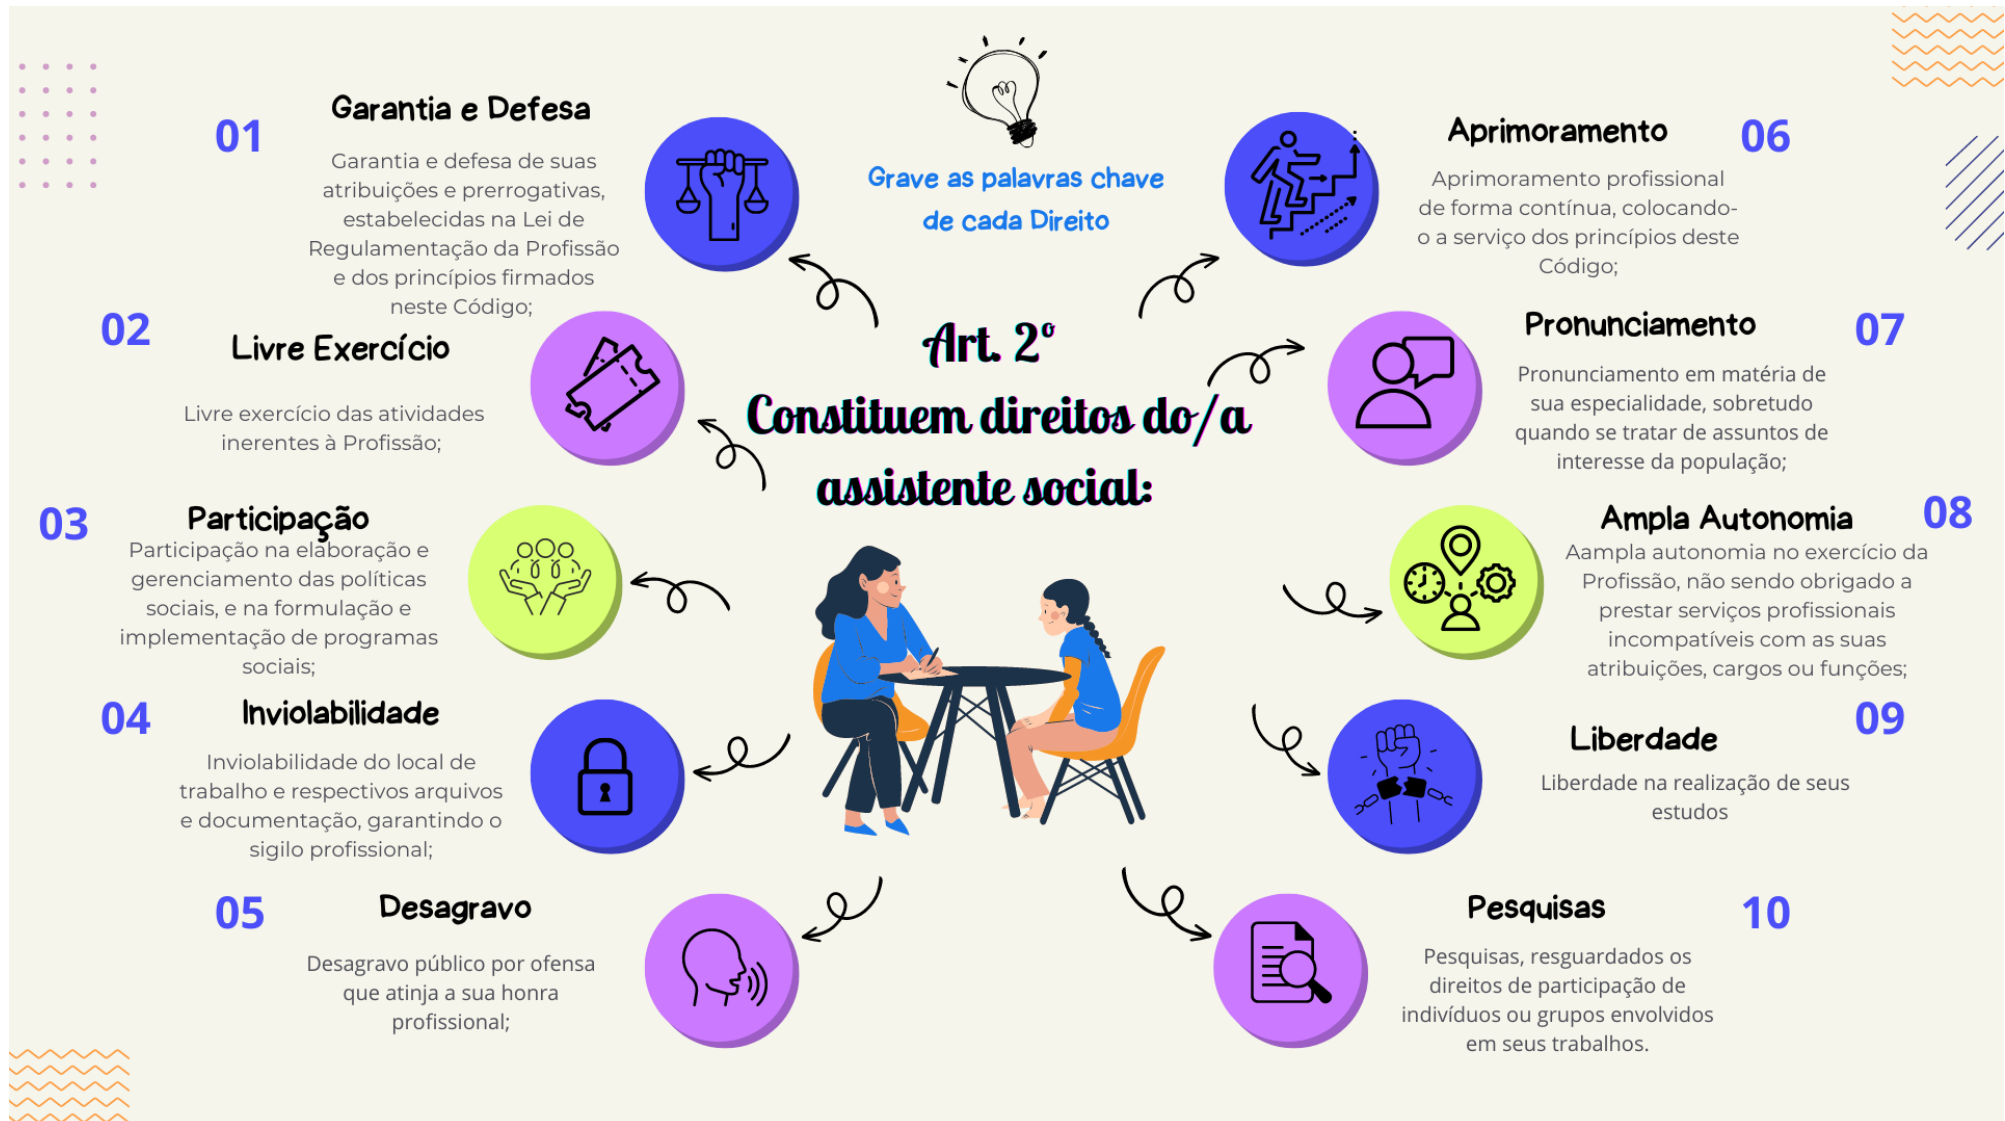 Grave as palavras chave
de cada Direito
Art. 2º
Constituem direitos do/a
assistente social:
01
Garantia e Defesa
Garantia e defesa de suas
atribuições e prerrogativas,
estabelecidas na Lei de
Regulamentação da Profissão
e dos princípios firmados
neste Código;
02
Livre Exercício
Livre exercício das atividades
inerentes à Profissão;
03
Participação
Participação na elaboração e
gerenciamento das políticas
sociais, e na formulação e
implementação de programas
sociais;
04
Inviolabilidade
Inviolabilidade do local de
trabalho e respectivos arquivos
e documentação, garantindo o
sigilo profissional;
05
Desagravo
Desagravo público por ofensa
que atinja a sua honra
profissional;
Aprimoramento
06
Aprimoramento profissional
de forma contínua, colocando-
o a serviço dos princípios deste
Código;
Pronunciamento
07
Pronunciamento em matéria de
sua especialidade, sobretudo
quando se tratar de assuntos de
interesse da população;
Ampla Autonomia
08
Aampla autonomia no exercício da
Profissão, não sendo obrigado a
prestar serviços profissionais
incompatíveis com as suas
atribuições, cargos ou funções;
09
Liberdade
Liberdade na realização de seus
estudos
Pesquisas
10
Pesquisas, resguardados os
direitos de participação de
indivíduos ou grupos envolvidos
em seus trabalhos.